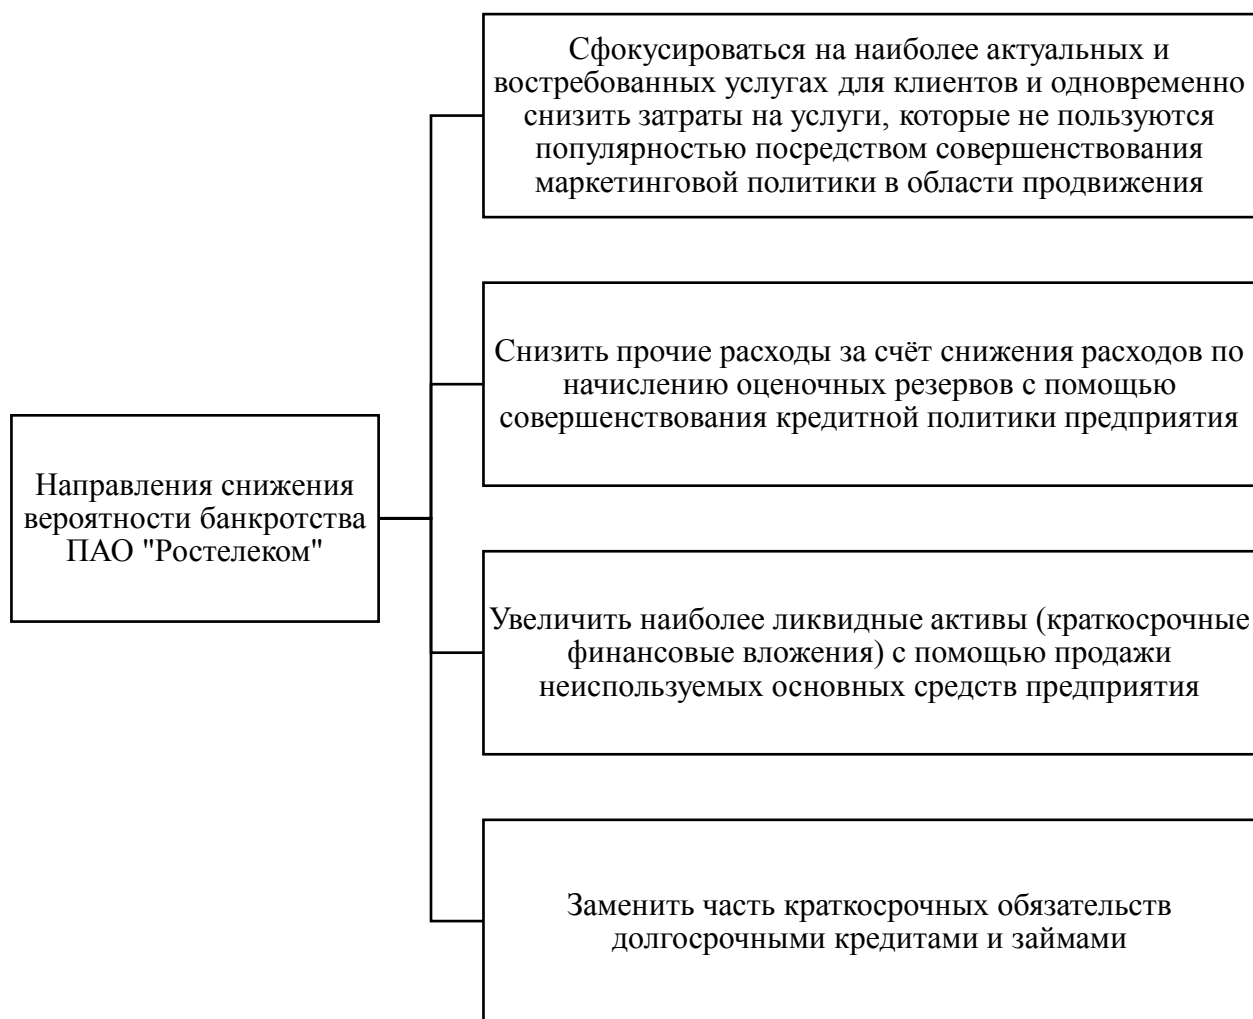 Сфокусироваться на наиболее актуальных и
востребованных услугах для клиентов и одновременно
снизить затраты на услуги, которые не пользуются
популярностью посредством совершенствования
маркетинговой политики в области продвижения
Снизить прочие расходы за счёт снижения расходов по
начислению оценочных резервов с помощью
совершенствования кредитной политики предприятия
Направления снижения
вероятности банкротства
ПАО "Ростелеком"
Увеличить наиболее ликвидные активы (краткосрочные
финансовые вложения) с помощью продажи
неиспользуемых основных средств предприятия
Заменить часть краткосрочных обязательств
долгосрочными кредитами и займами